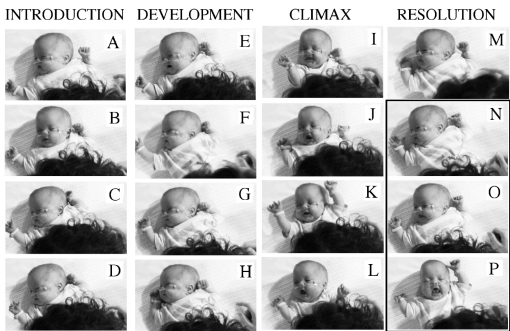 INTRODUCTION DEVELOPMENT CLIMAX RESOLUTION
A E I M
B F J N
C G K O
D H L P